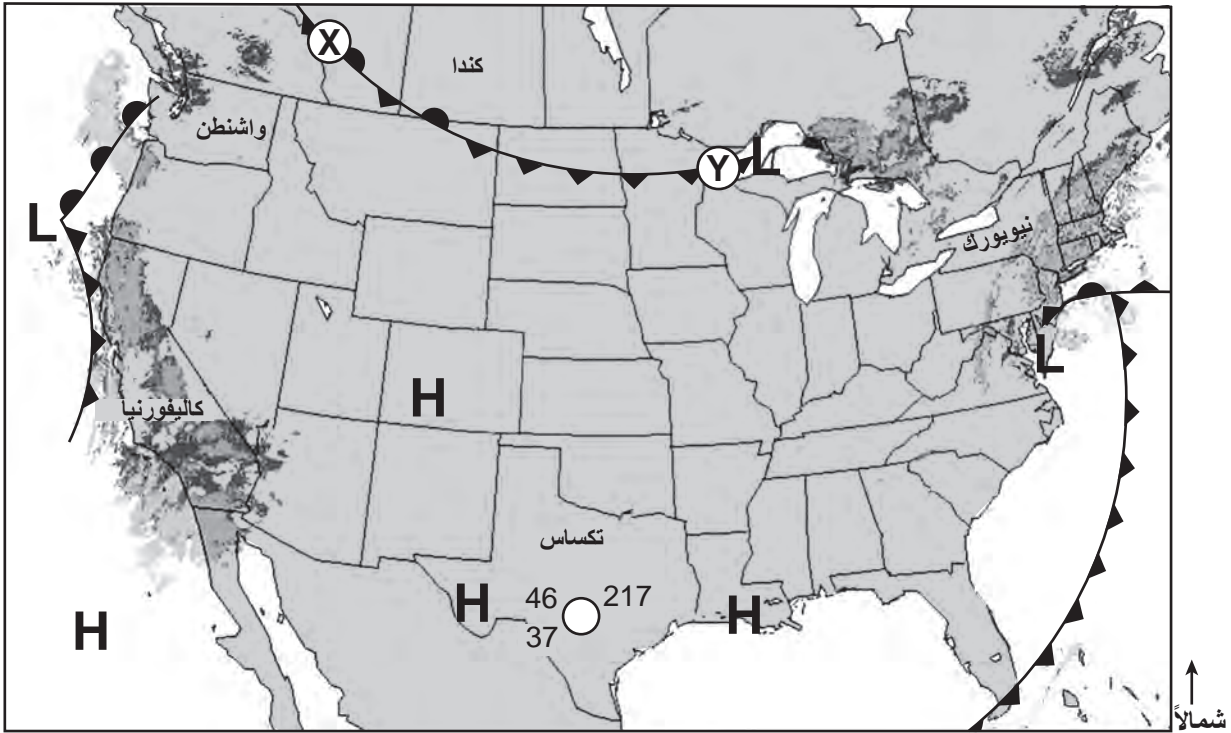 X
كندا
واشنطن
Y
L
L
نيويورك
L
H
كاليفورنيا
تكساس
H
46
217
37
H
H
شمالاً